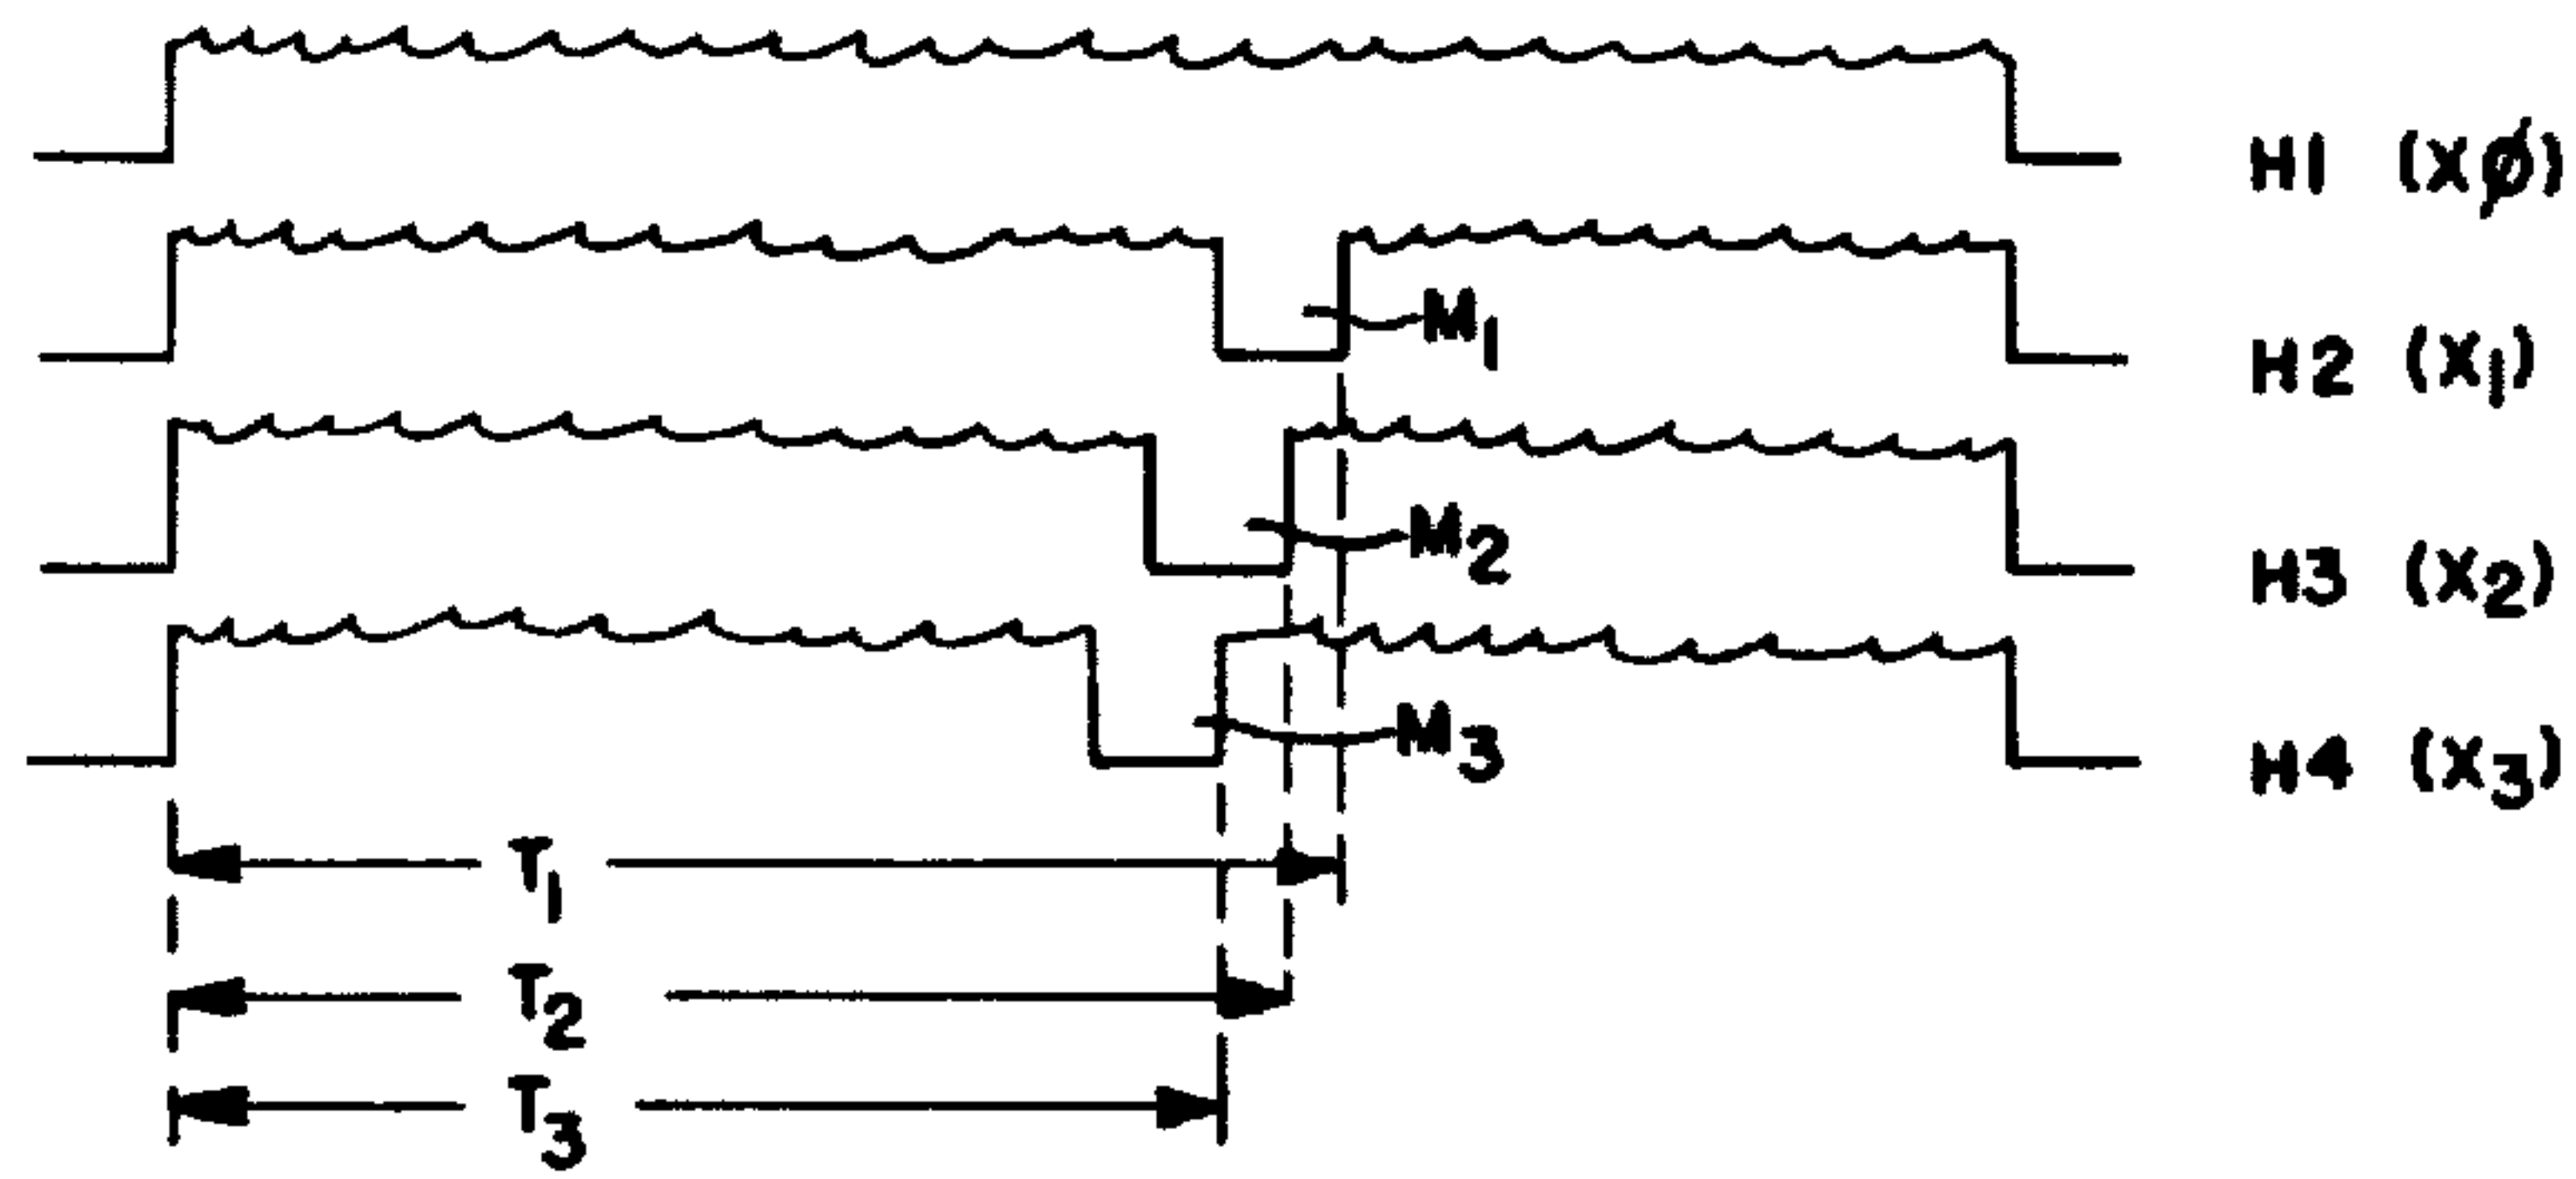 H1 (Xø)
M₁
H2 (X₁)
M₂
H3 (X₂)
M₃
H4 (X₃)
T₁
T₂
T₃